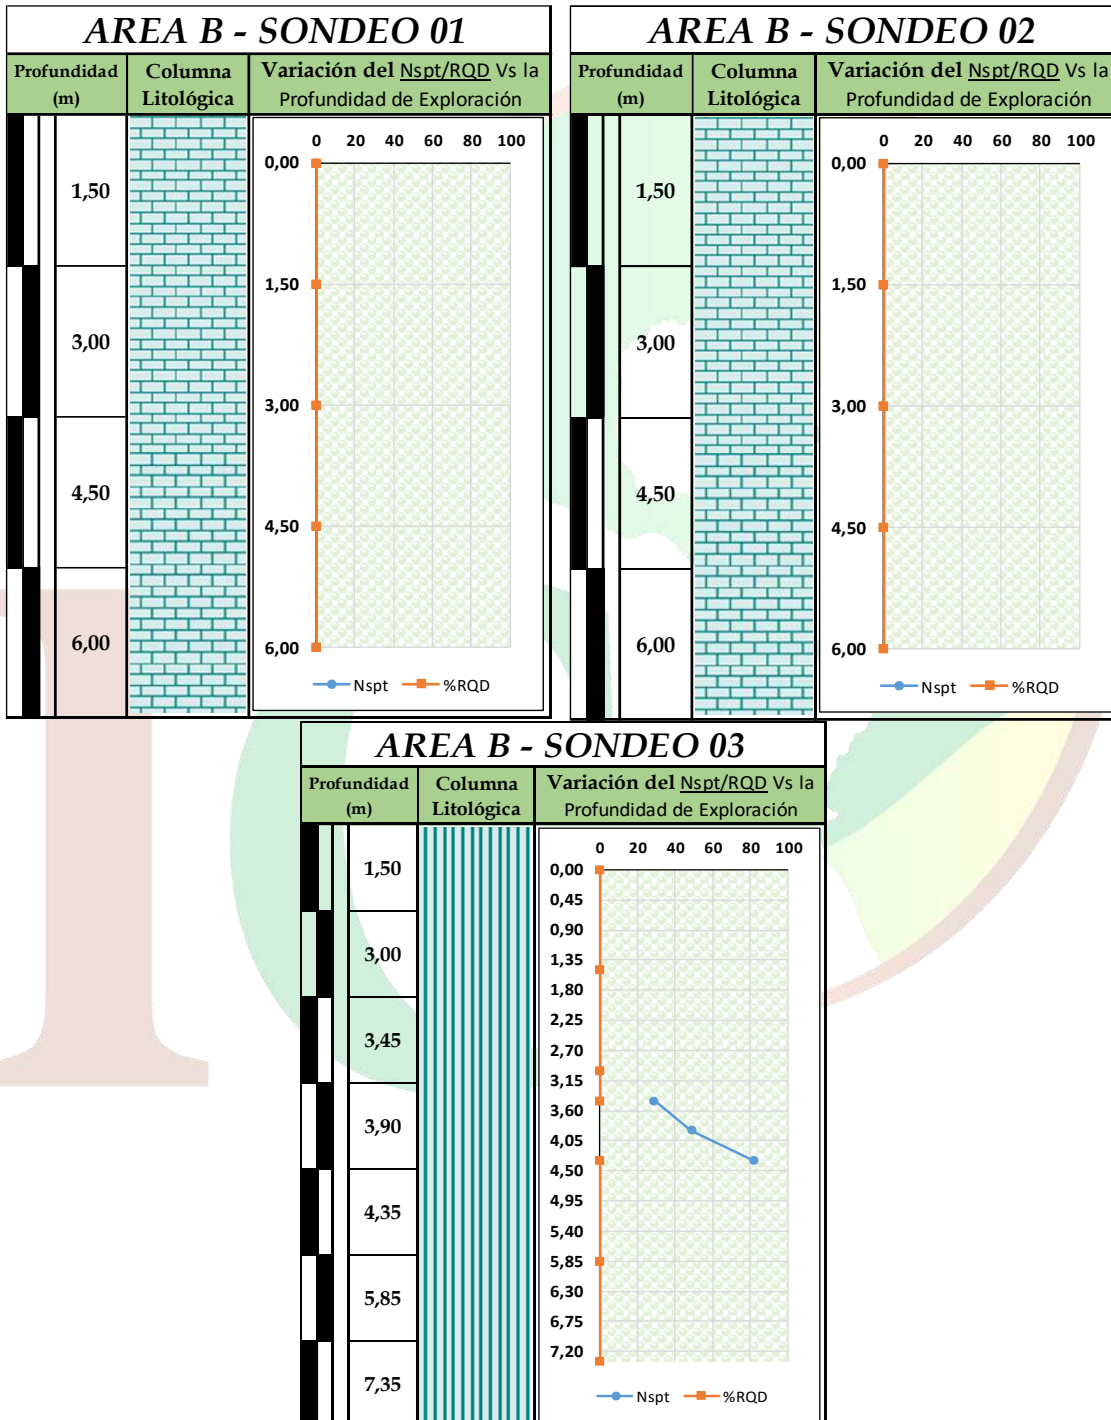 AREA B - SONDEO 01
Profundidad (m)
Columna Litológica
Variación del Nspt/RQD Vs la
Profundidad de Exploración
1,50
3,00
4,50
6,00
0 20 40 60 80 100
0,00
1,50
3,00
4,50
6,00
Nspt %RQD
AREA B - SONDEO 02
Profundidad (m)
Columna Litológica
Variación del Nspt/RQD Vs la
Profundidad de Exploración
1,50
3,00
4,50
6,00
0 20 40 60 80 100
0,00
1,50
3,00
4,50
6,00
Nspt %RQD
AREA B - SONDEO 03
Profundidad (m)
Columna Litológica
Variación del Nspt/RQD Vs la
Profundidad de Exploración
1,50
3,00
3,45
3,90
4,35
5,85
7,35
0 20 40 60 80 100
0,00
0,45
0,90
1,35
1,80
2,25
2,70
3,15
3,60
4,05
4,50
4,95
5,40
5,85
6,30
6,75
7,20
Nspt %RQD